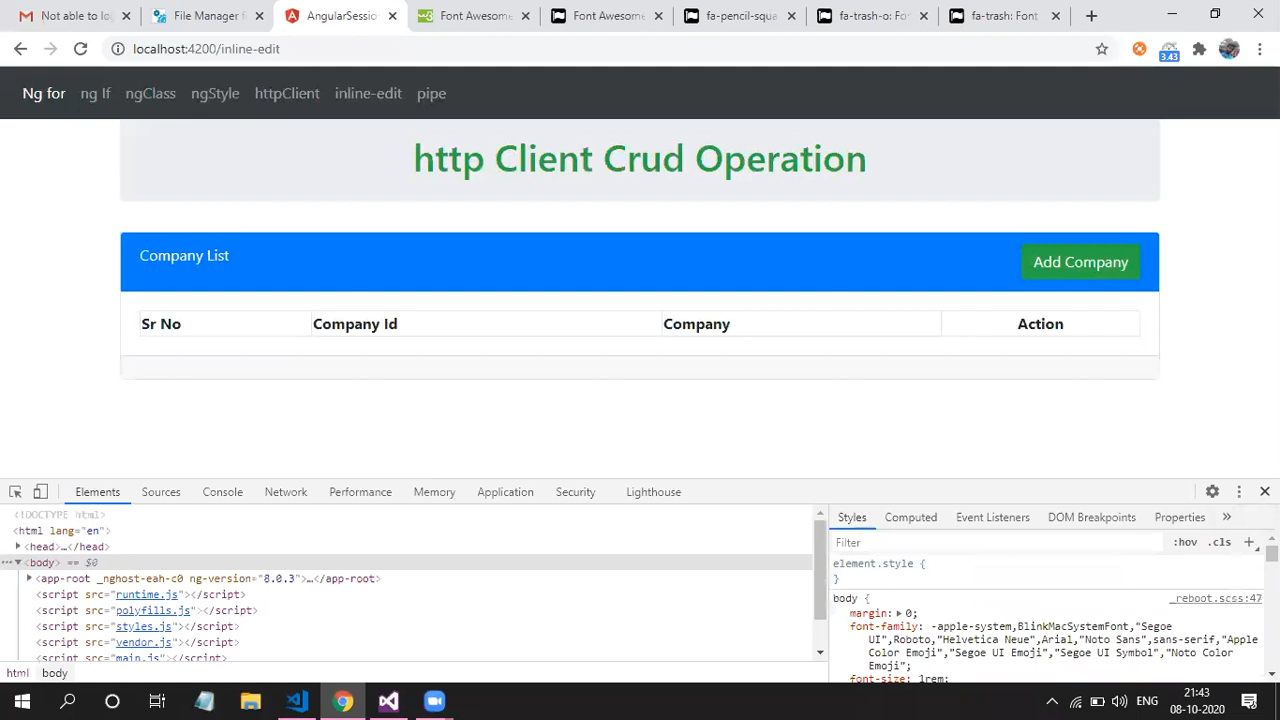 Not able to lo
File Manager f
AngularSessio
Font Awesome
Font Awesome
fa-pencil-squa
fa-trash-o: Fo
fa-trash: Font
localhost:4200/inline-edit
3.43
Ng for ng If ngClass ngStyle httpClient inline-edit pipe
http Client Crud Operation
Company List
Add Company
Sr No Company Id Company Action
Elements Sources Console Network Performance Memory Application Security Lighthouse
<!DOCTYPE html>
<html lang="en">
<head>…</head>
<body> == $0
<app-root _nghost-eah-c0 ng-version="8.0.3">…</app-root>
<script src="runtime.js"></script>
<script src="polyfills.js"></script>
<script src="styles.js"></script>
<script src="vendor.js"></script>
<script src="main.js"></script>
html body
Styles Computed Event Listeners DOM Breakpoints Properties »
Filter :hov .cls +
element.style {
}
body { _reboot.scss:47
margin: 0;
font-family: -apple-system,BlinkMacSystemFont,"Segoe
UI",Roboto,"Helvetica Neue",Arial,"Noto Sans",sans-serif,"Apple
Color Emoji","Segoe UI Emoji","Segoe UI Symbol","Noto Color
Emoji";
font-size: 1rem;
ENG
21:43
08-10-2020